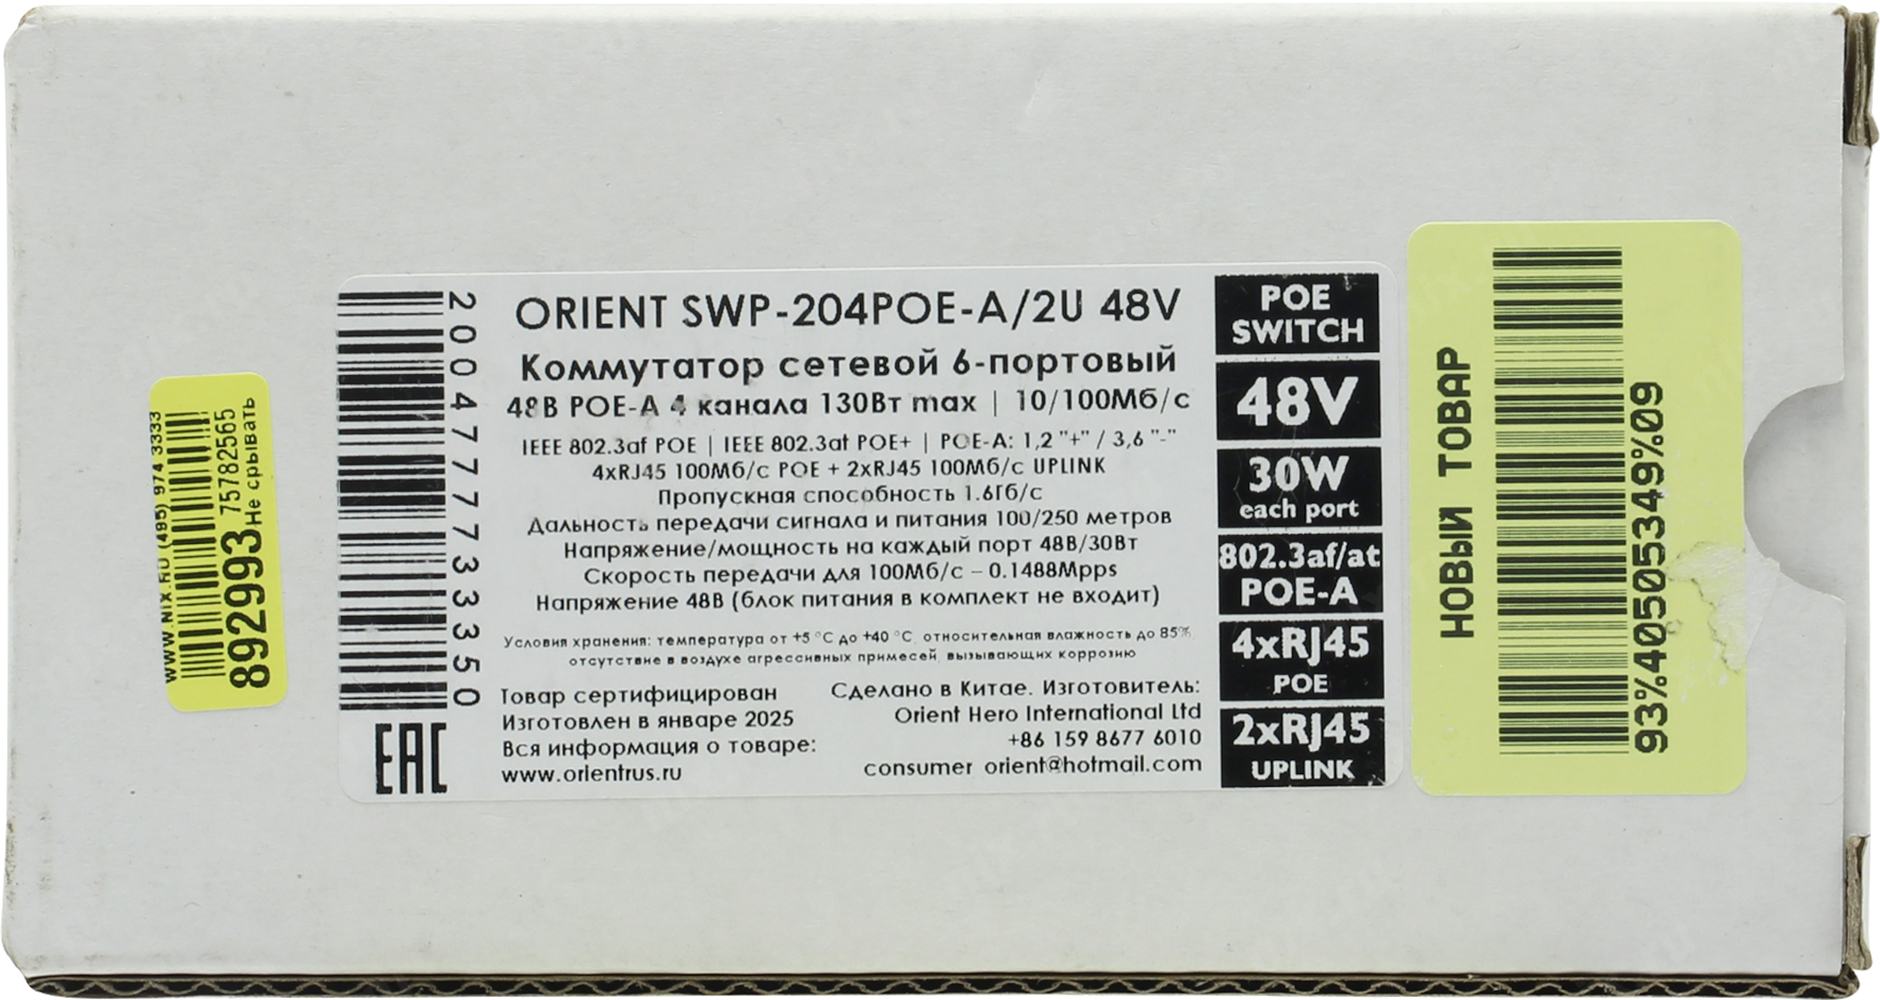 WWW.NIX.RU (495) 974 3333
8929993
75782565
Не срывать
2004777733350
EAC
ORIENT SWP-204POE-A/2U 48V
Коммутатор сетевой 6-портовый
48В POE-A 4 канала 130Вт max | 10/100Мб/с
IEEE 802.3af POE | IEEE 802.3at POE+ | POE-A: 1,2 "+" / 3,6 "-"
4xRJ45 100Мб/с POE + 2xRJ45 100Мб/с UPLINK
Пропускная способность 1.6Гб/с
Дальность передачи сигнала и питания 100/250 метров
Напряжение/мощность на каждый порт 48В/30Вт
Скорость передачи для 100Мб/с – 0.1488Mpps
Напряжение 48В (блок питания в комплект не входит)
Условия хранения: температура от +5 °C до +40 °C, относительная влажность до 85%,
отсутствие в воздухе агрессивных примесей, вызывающих коррозию
Товар сертифицирован
Изготовлен в январе 2025
Вся информация о товаре:
www.orientrus.ru
Сделано в Китае. Изготовитель:
Orient Hero International Ltd
+86 159 8677 6010
consumer orient@hotmail.com
POE
SWITCH
48V
30W
each port
802.3af/at
POE-A
4xRJ45
POE
2xRJ45
UPLINK
НОВЫЙ ТОВАР
93%40505349%09